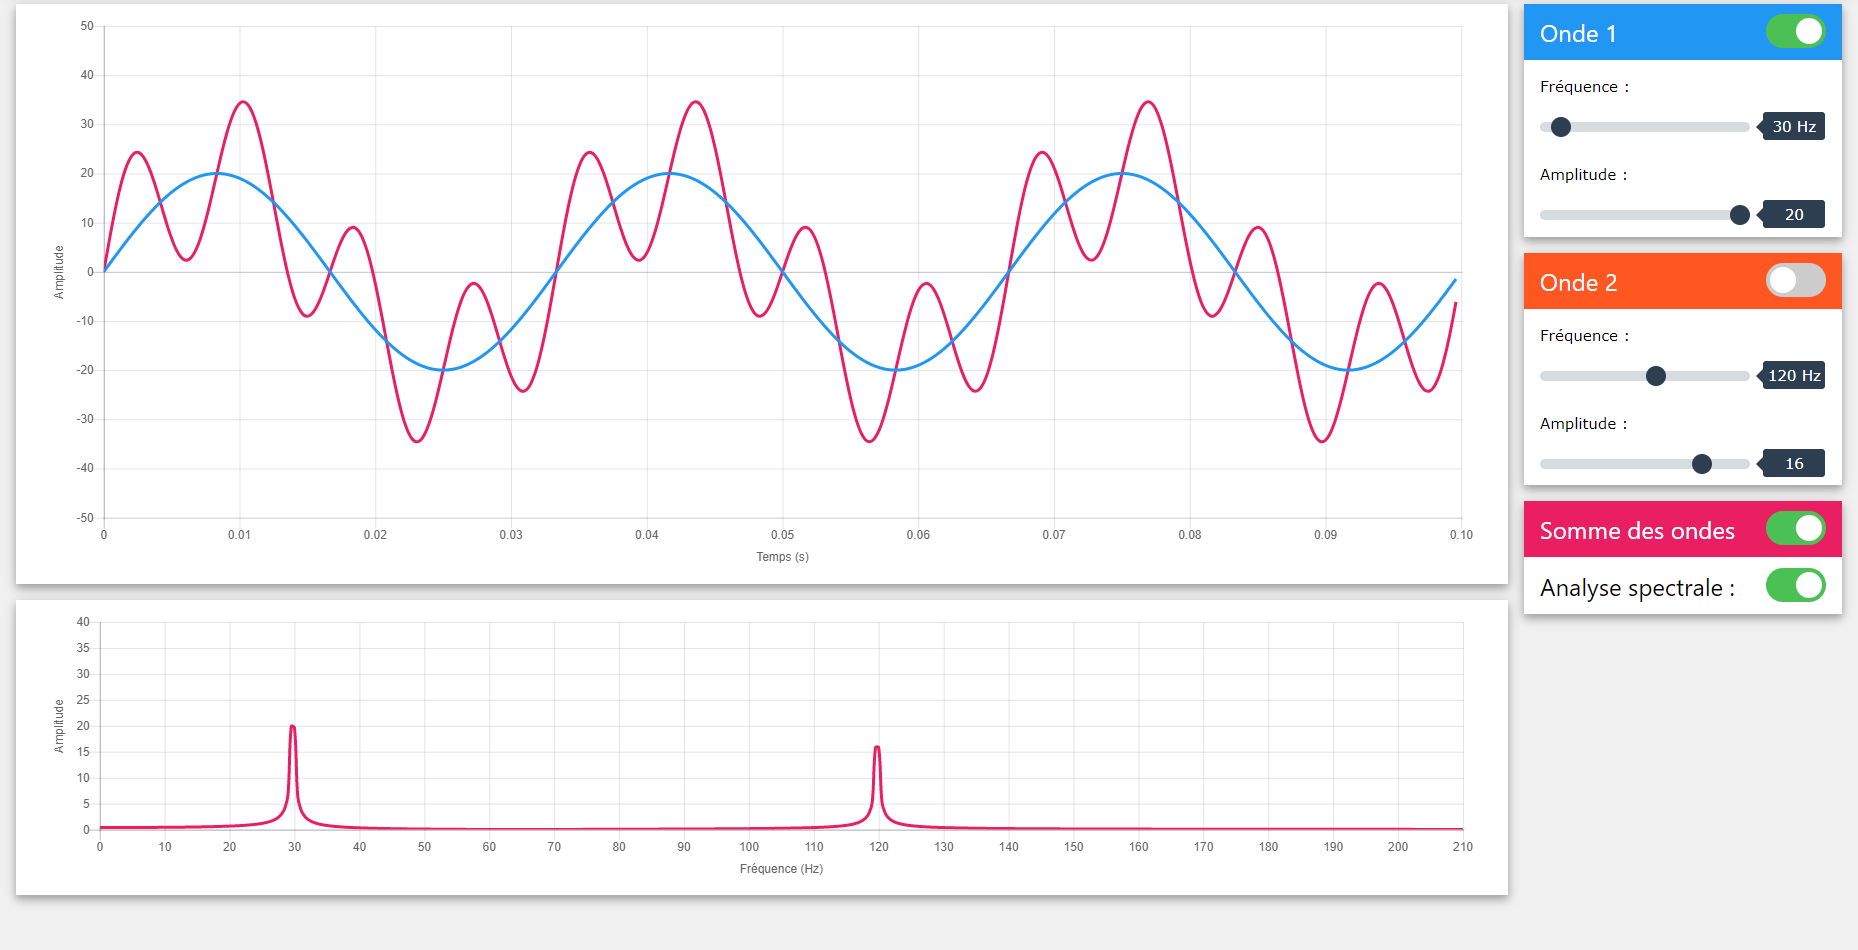 50
40
30
20
10
0
-10
-20
-30
-40
-50
Amplitude
0 0.01 0.02 0.03 0.04 0.05 0.06 0.07 0.08 0.09 0.10
Temps (s)
40
35
30
25
20
15
10
5
0
Amplitude
0 10 20 30 40 50 60 70 80 90 100 110 120 130 140 150 160 170 180 190 200 210
Fréquence (Hz)
Onde 1
Fréquence :
30 Hz
Amplitude :
20
Onde 2
Fréquence :
120 Hz
Amplitude :
16
Somme des ondes
Analyse spectrale :